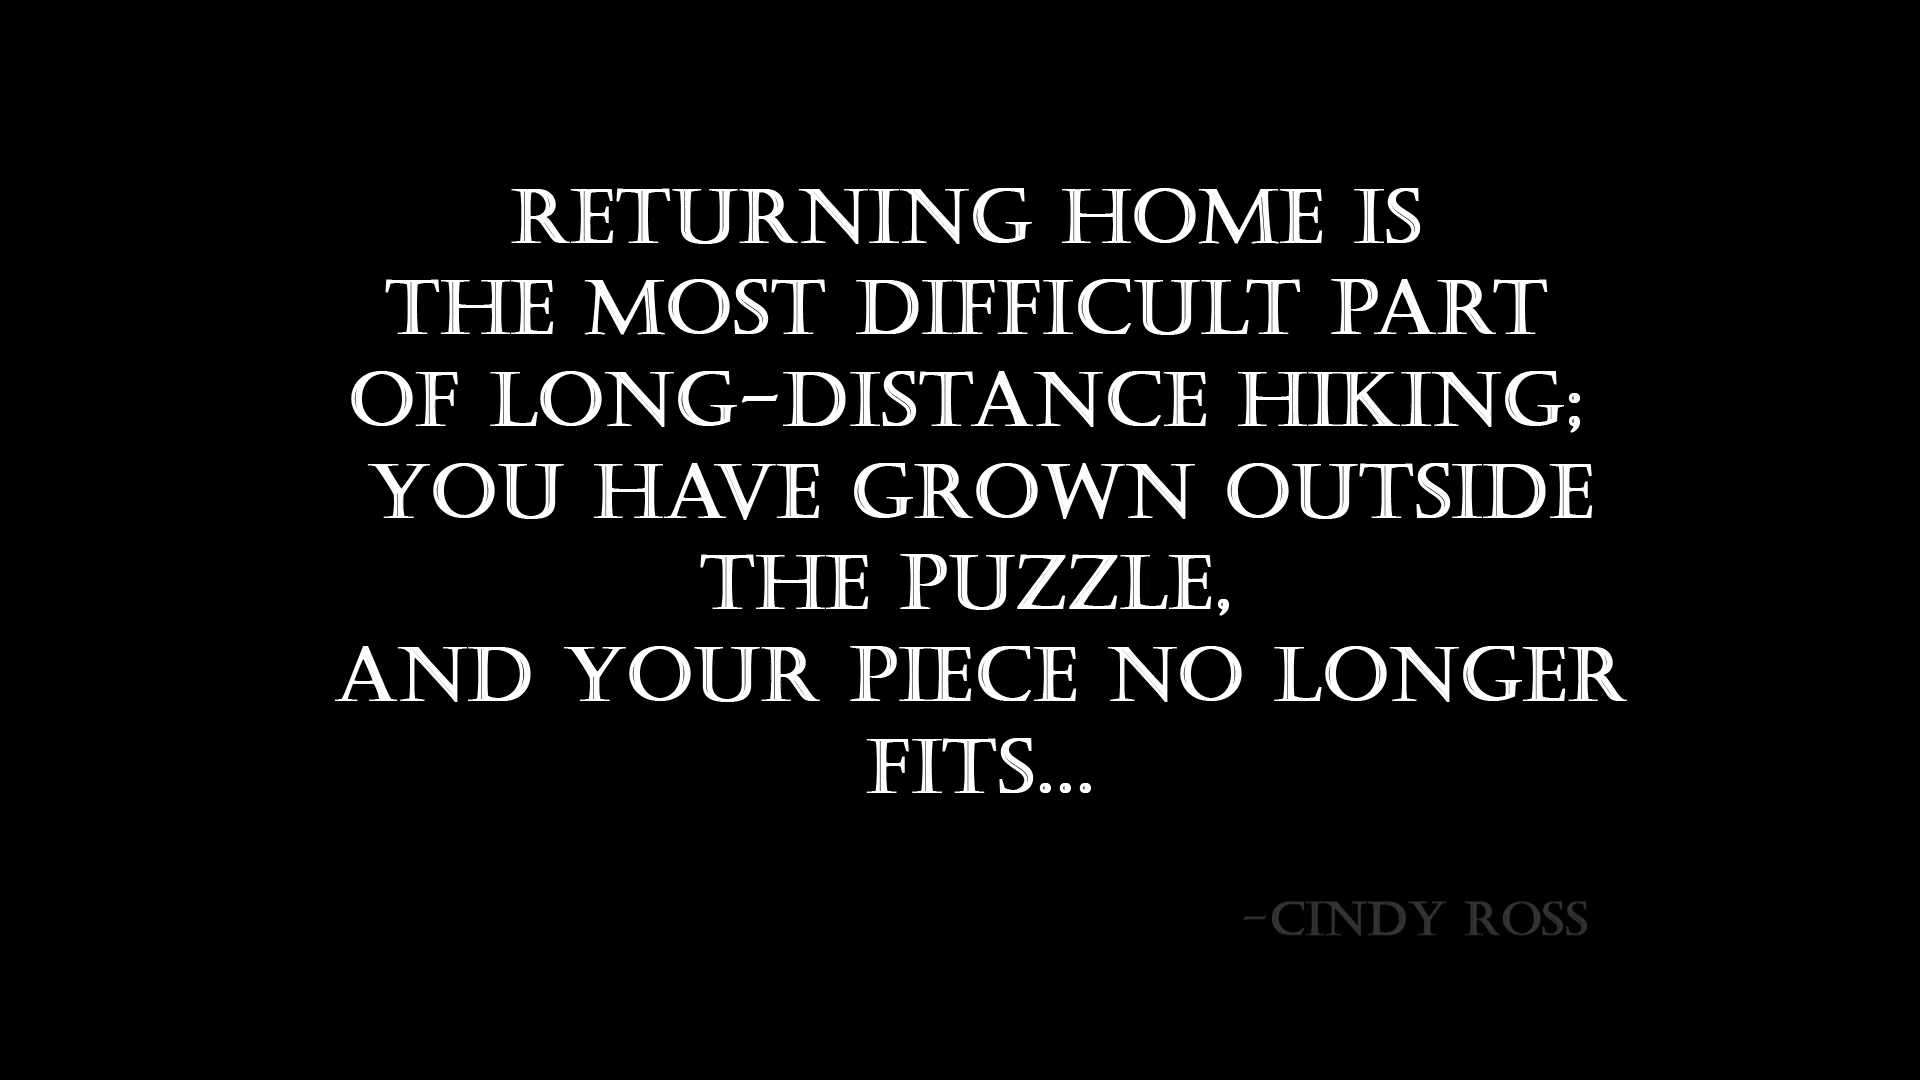 RETURNING HOME IS
THE MOST DIFFICULT PART
OF LONG-DISTANCE HIKING;
YOU HAVE GROWN OUTSIDE
THE PUZZLE,
AND YOUR PIECE NO LONGER
FITS...
-CINDY ROSS